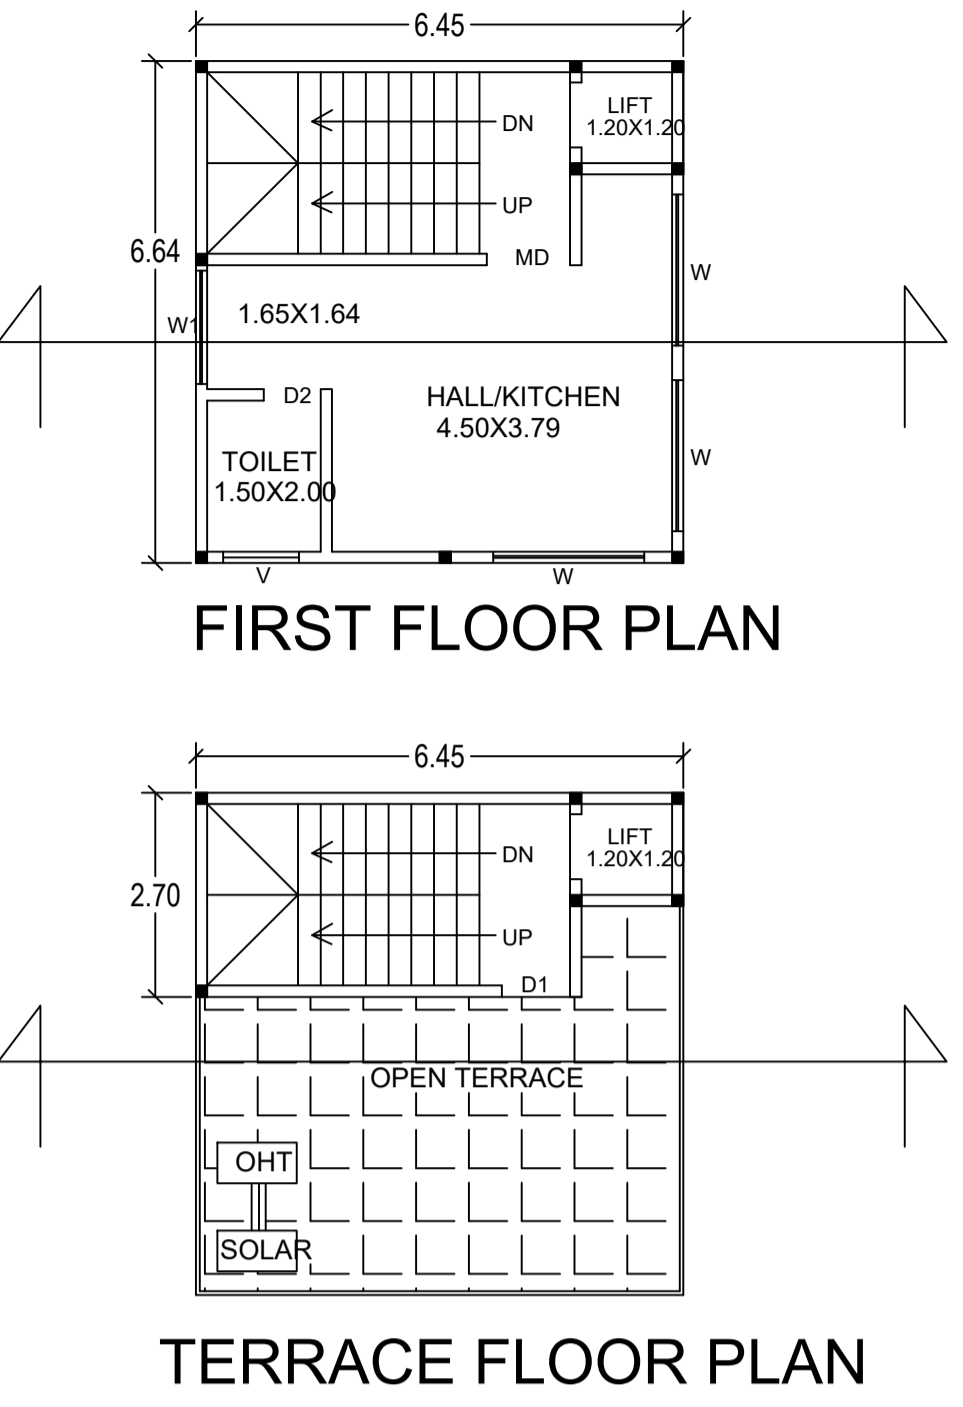 6.45
LIFT
1.20X1.20
DN
UP
6.64
MD
W
1.65X1.64
W1
D2
HALL/KITCHEN
4.50X3.79
TOILET
1.50X2.00
W
V
W
FIRST FLOOR PLAN
6.45
LIFT
1.20X1.20
DN
2.70
UP
D1
OPEN TERRACE
OHT
SOLAR
TERRACE FLOOR PLAN